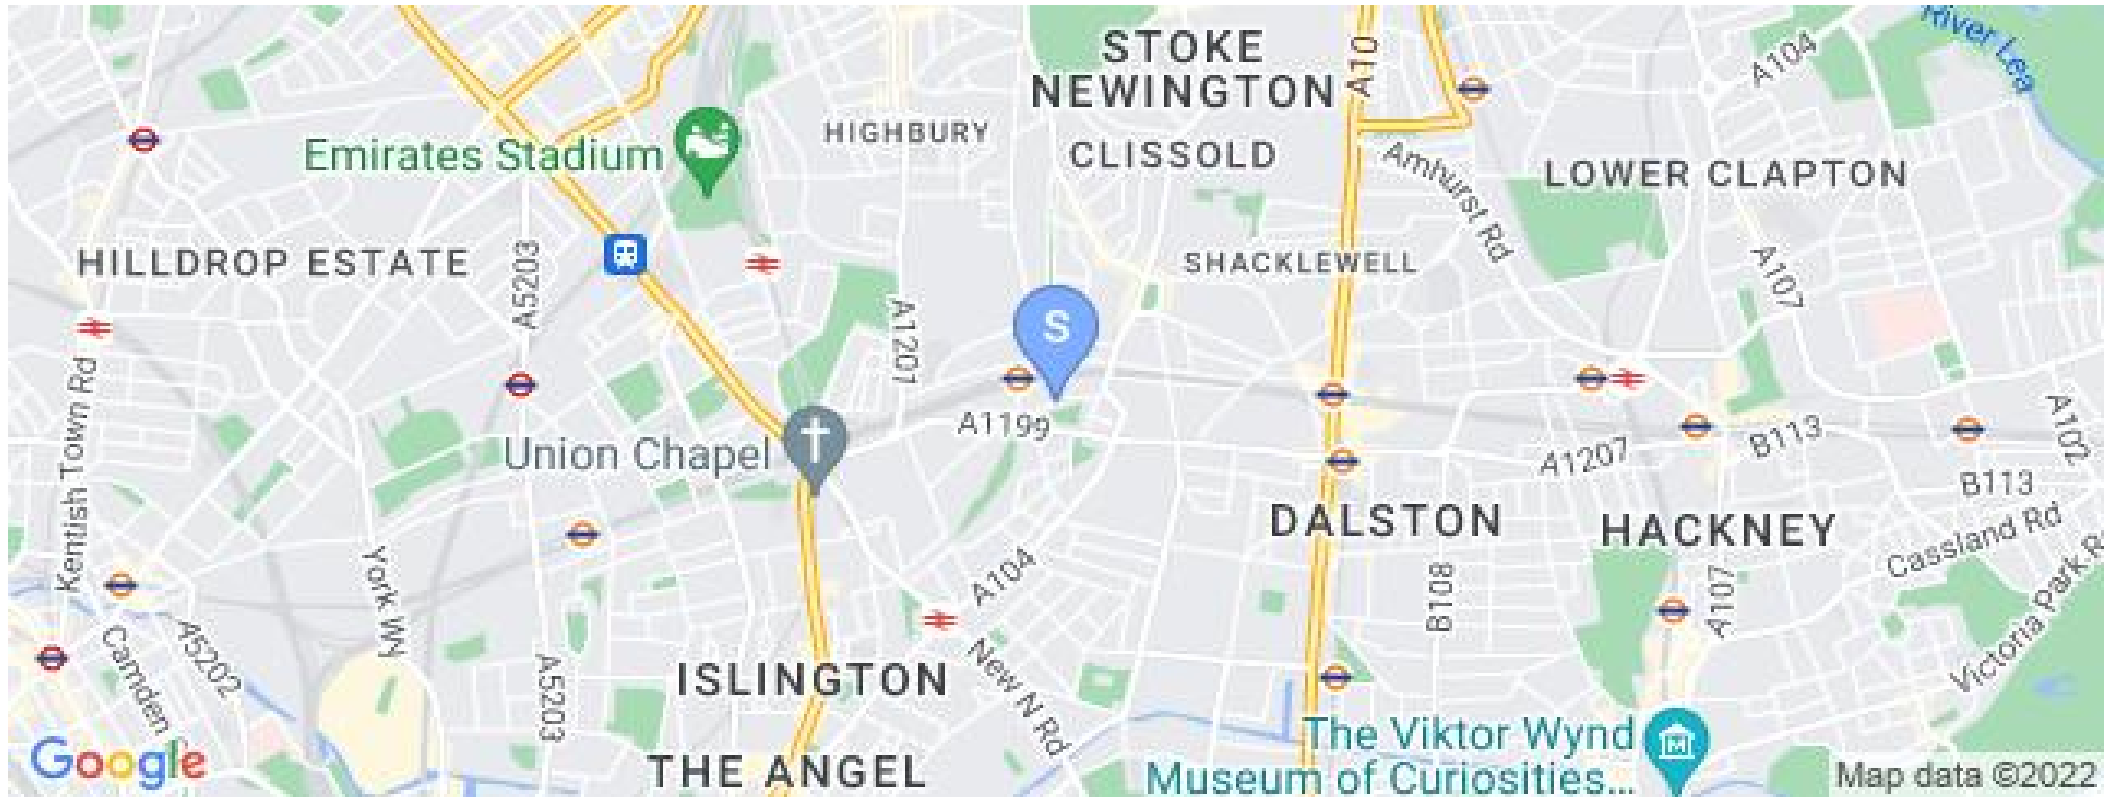 River Lea
STOKE
NEWINGTON
A10
A104
HIGHBURY
Emirates Stadium
CLISSOLD
Amhurst Rd
LOWER CLAPTON
HILLDROP ESTATE
A5203
SHACKLEWELL
A107
A1201
S
Kentish Town Rd
A1199
A102
Union Chapel
A1207
B113
B113
DALSTON
HACKNEY
Cassland Rd
York Wy
A104
B108
A107
Victoria Park R
Camden
A5202
A5203
ISLINGTON
New N Rd
The Viktor Wynd
Museum of Curiosities...
THE ANGEL
Google
Map data ©2022